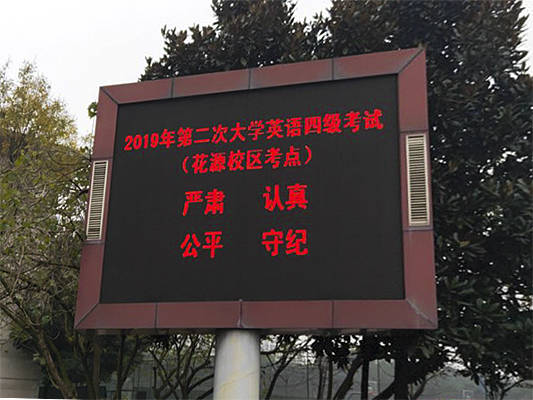 2019年第二次大学英语四级考试
（花源校区考点）
严肃 认真
公平 守纪